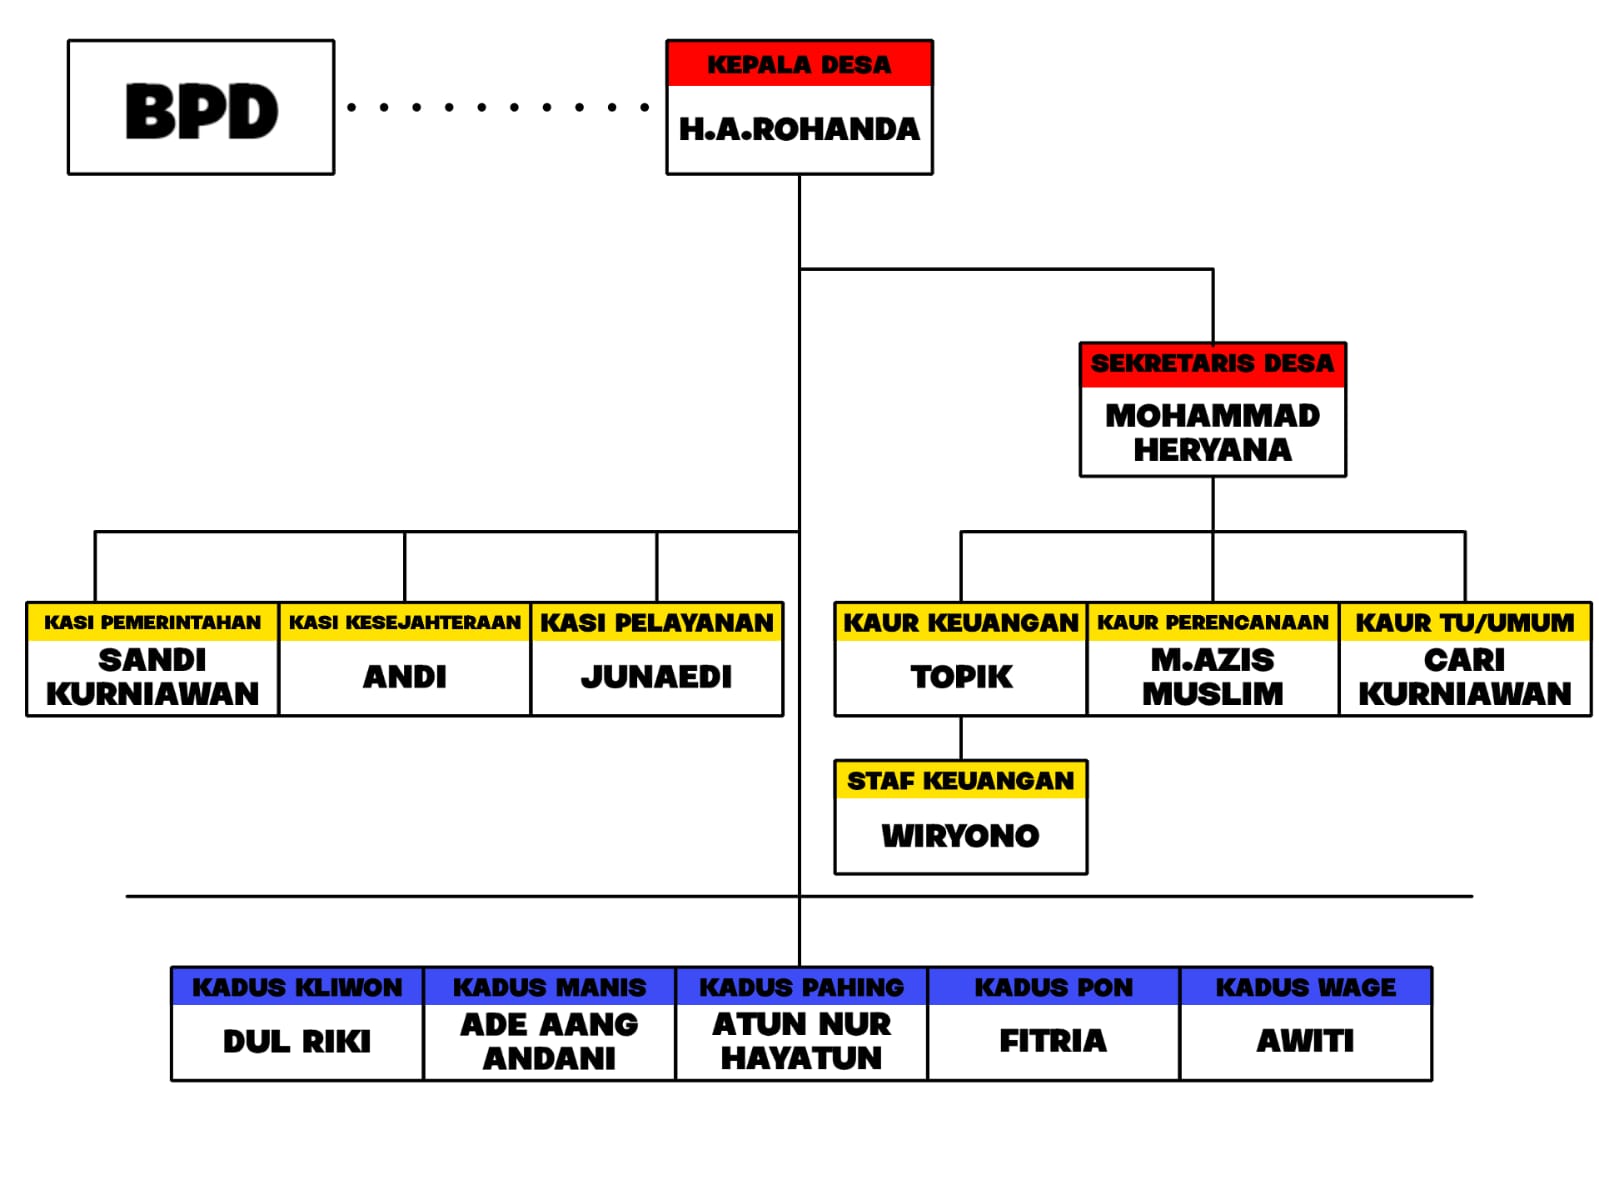 BPD
KEPALA DESA
H.A.ROHANDA
SEKRETARIS DESA
MOHAMMAD
HERYANA
KASI PEMERINTAHAN
SANDI
KURNIAWAN
KASI KESEJAHTERAAN
ANDI
KASI PELAYANAN
JUNAEDI
KAUR KEUANGAN
TOPIK
KAUR PERENCANAAN
M.AZIS
MUSLIM
KAUR TU/UMUM
CARI
KURNIAWAN
STAF KEUANGAN
WIRYONO
KADUS KLIWON
DUL RIKI
KADUS MANIS
ADE AANG
ANDANI
KADUS PAHING
ATUN NUR
HAYATUN
KADUS PON
FITRIA
KADUS WAGE
AWITI